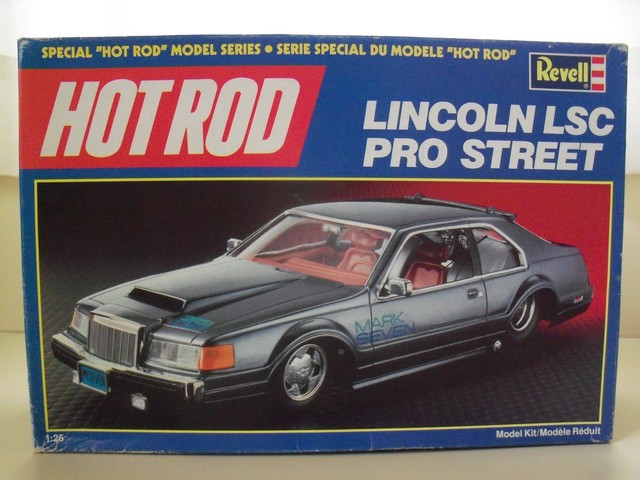 SPECIAL "HOT ROD" MODEL SERIES • SERIE SPECIAL DU MODELE "HOT ROD"
Revell
HOT ROD
LINCOLN LSC
PRO STREET
MARK
SEVEN
1:25
Model Kit/Modèle Réduit